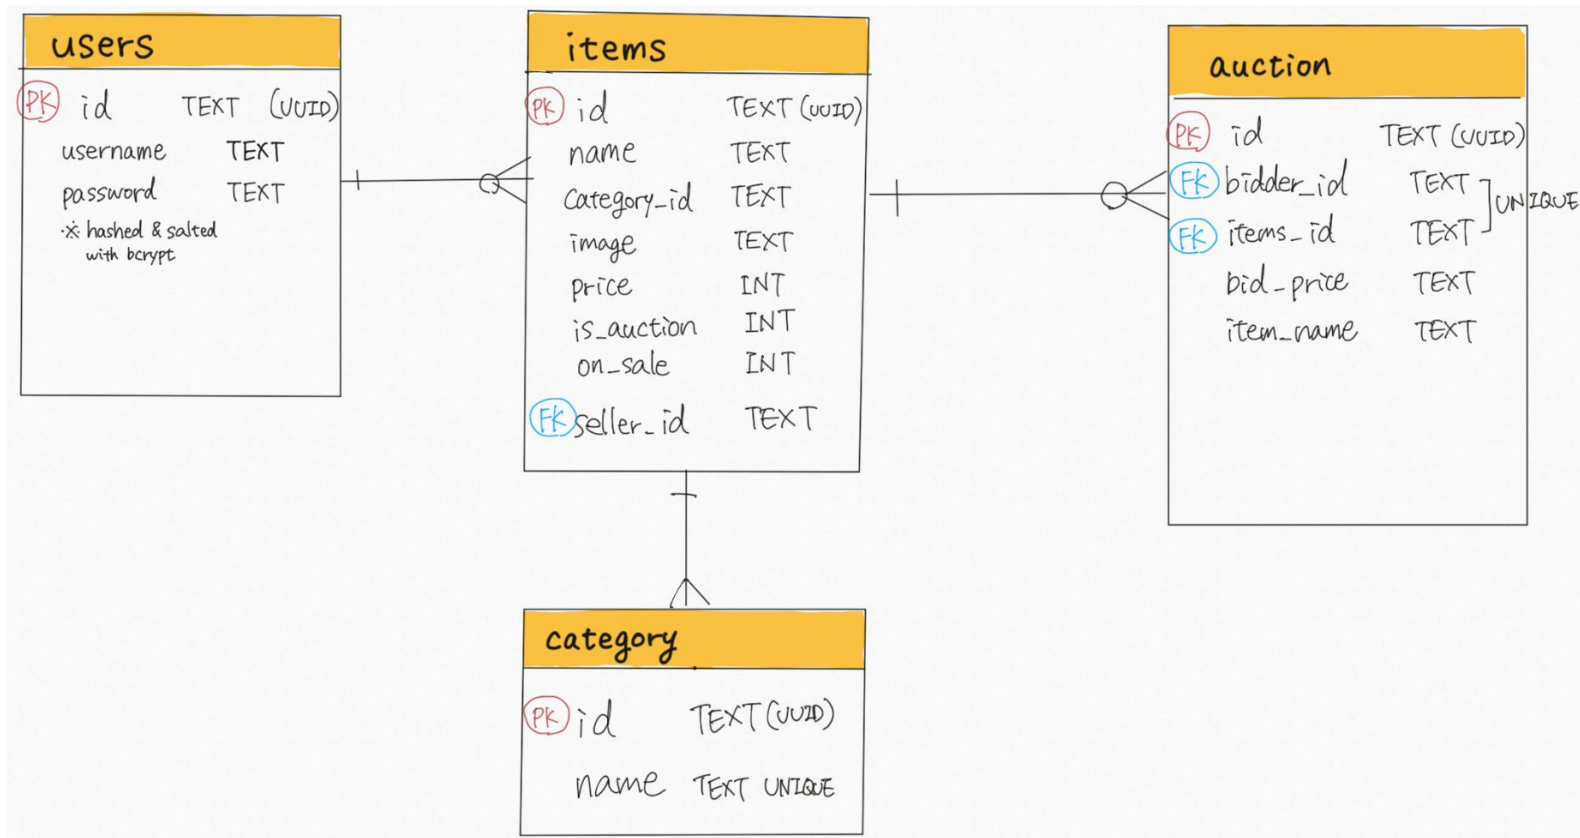 users
PK id TEXT (UUID)
username TEXT
password TEXT
※ hashed & salted
with bcrypt
items
PK id TEXT (UUID)
name TEXT
category_id TEXT
image TEXT
price INT
is_auction INT
on_sale INT
FK seller_id TEXT
auction
PK id TEXT (UUID)
FK bidder_id TEXT
UNIQUE
FK items_id TEXT
bid_price TEXT
item_name TEXT
category
PK id TEXT (UUID)
name TEXT UNIQUE